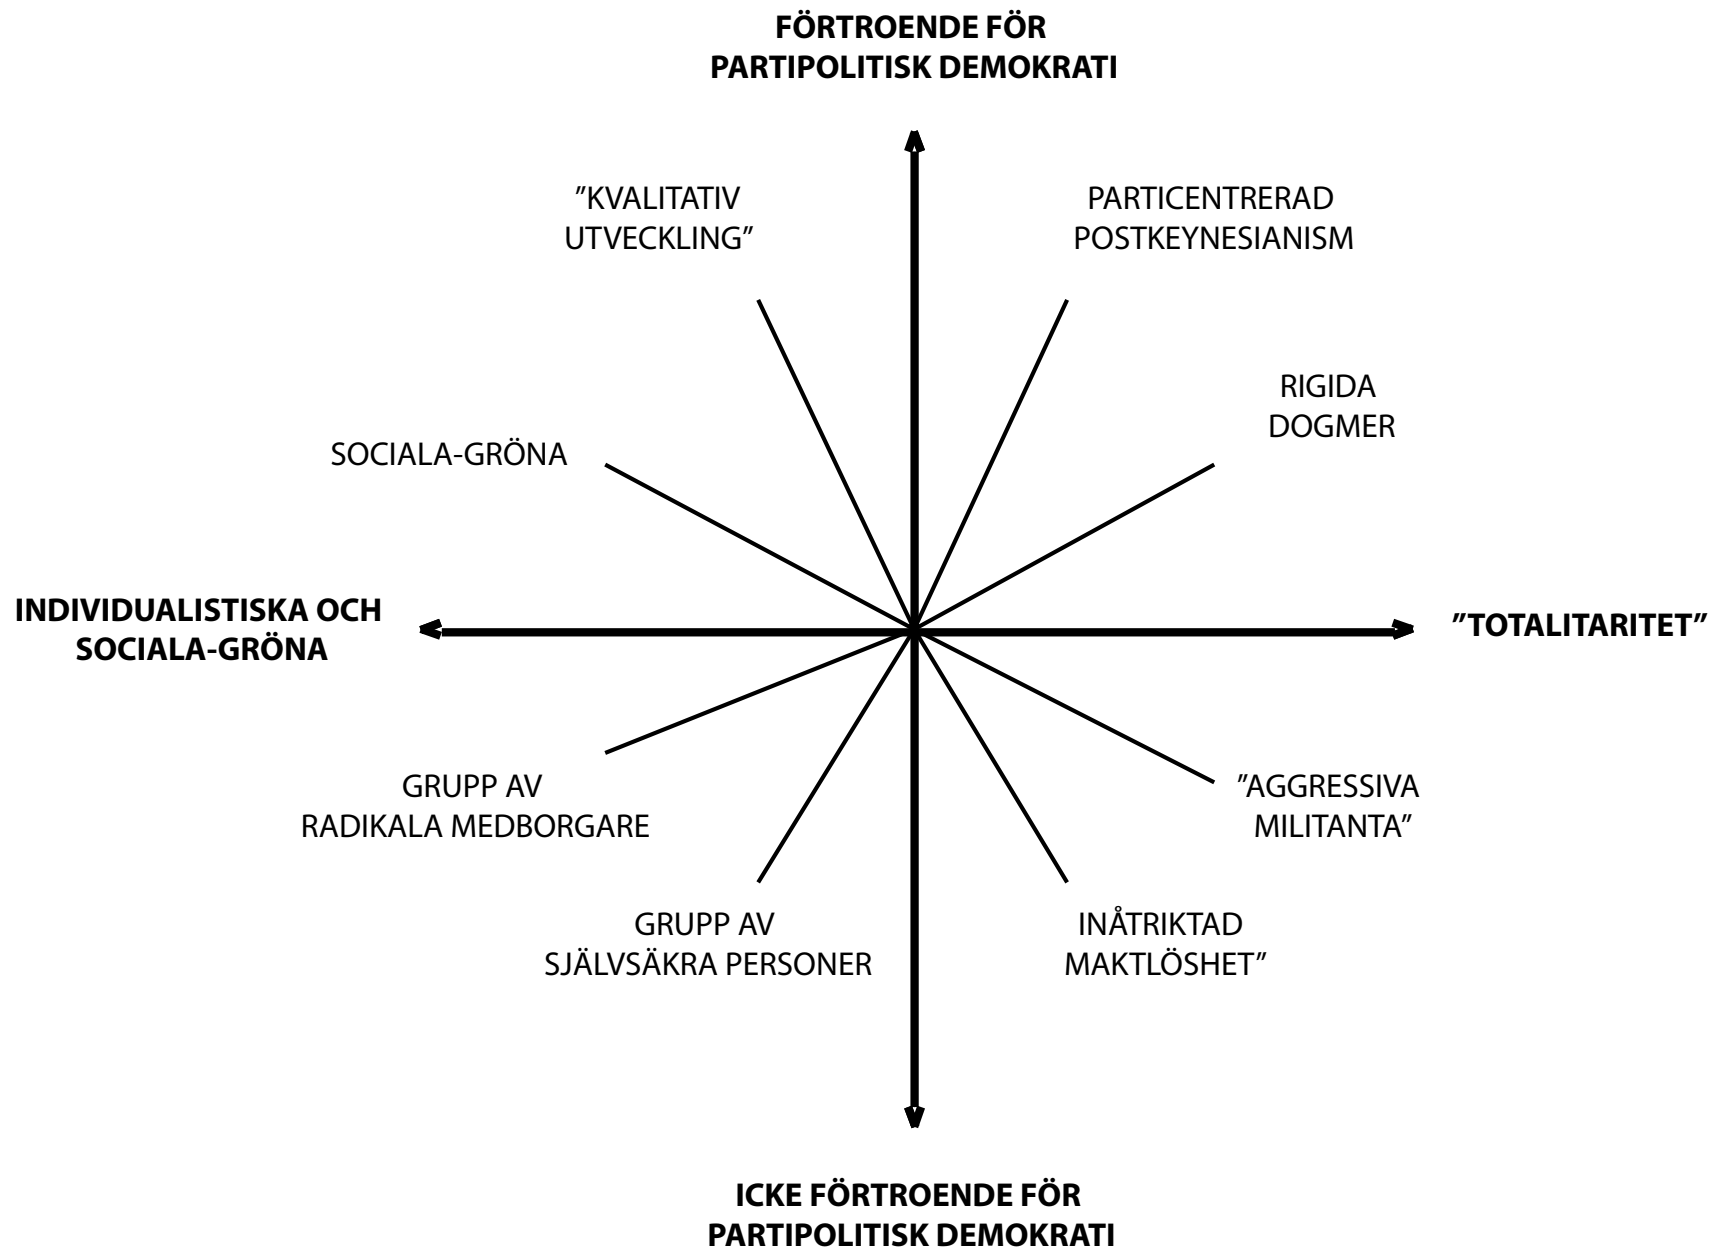 FÖRTROENDE FÖR
PARTIPOLITISK DEMOKRATI
”KVALITATIV
UTVECKLING”
PARTICENTRERAD
POSTKEYNESIANISM
RIGIDA
DOGMER
SOCIALA-GRÖNA
INDIVIDUALISTISKA OCH
SOCIALA-GRÖNA
”TOTALITARITET”
GRUPP AV
RADIKALA MEDBORGARE
”AGGRESSIVA
MILITANTA”
GRUPP AV
SJÄLVSÄKRA PERSONER
INÅTRIKTAD
MAKTLÖSHET”
ICKE FÖRTROENDE FÖR
PARTIPOLITISK DEMOKRATI